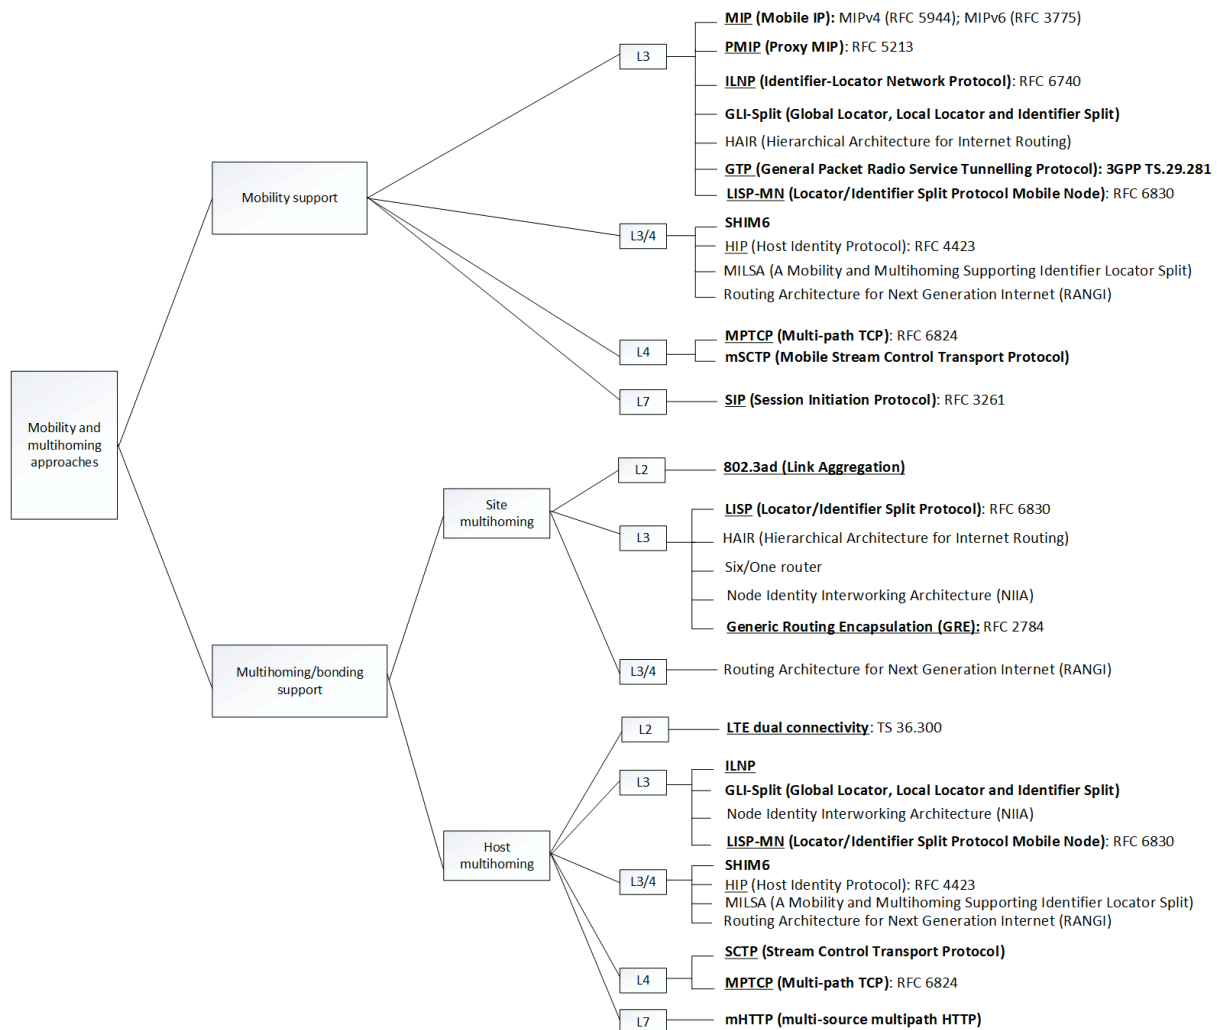 MIP (Mobile IP): MIPv4 (RFC 5944); MIPv6 (RFC 3775)
L3
PMIP (Proxy MIP): RFC 5213
ILNP (Identifier-Locator Network Protocol): RFC 6740
GLI-Split (Global Locator, Local Locator and Identifier Split)
HAIR (Hierarchical Architecture for Internet Routing)
GTP (General Packet Radio Service Tunnelling Protocol): 3GPP TS.29.281
LISP-MN (Locator/Identifier Split Protocol Mobile Node): RFC 6830
Mobility support
L3/4
SHIM6
HIP (Host Identity Protocol): RFC 4423
MILSA (A Mobility and Multihoming Supporting Identifier Locator Split)
Routing Architecture for Next Generation Internet (RANGI)
L4
MPTCP (Multi-path TCP): RFC 6824
mSCTP (Mobile Stream Control Transport Protocol)
L7
SIP (Session Initiation Protocol): RFC 3261
Mobility and
multihoming
approaches
L2
802.3ad (Link Aggregation)
Site
multihoming
L3
LISP (Locator/Identifier Split Protocol): RFC 6830
HAIR (Hierarchical Architecture for Internet Routing)
Six/One router
Node Identity Interworking Architecture (NIIA)
Generic Routing Encapsulation (GRE): RFC 2784
L3/4
Routing Architecture for Next Generation Internet (RANGI)
Multihoming/bonding
support
L2
LTE dual connectivity: TS 36.300
L3
ILNP
GLI-Split (Global Locator, Local Locator and Identifier Split)
Node Identity Interworking Architecture (NIIA)
LISP-MN (Locator/Identifier Split Protocol Mobile Node): RFC 6830
Host
multihoming
L3/4
SHIM6
HIP (Host Identity Protocol): RFC 4423
MILSA (A Mobility and Multihoming Supporting Identifier Locator Split)
Routing Architecture for Next Generation Internet (RANGI)
L4
SCTP (Stream Control Transport Protocol)
MPTCP (Multi-path TCP): RFC 6824
L7
mHTTP (multi-source multipath HTTP)